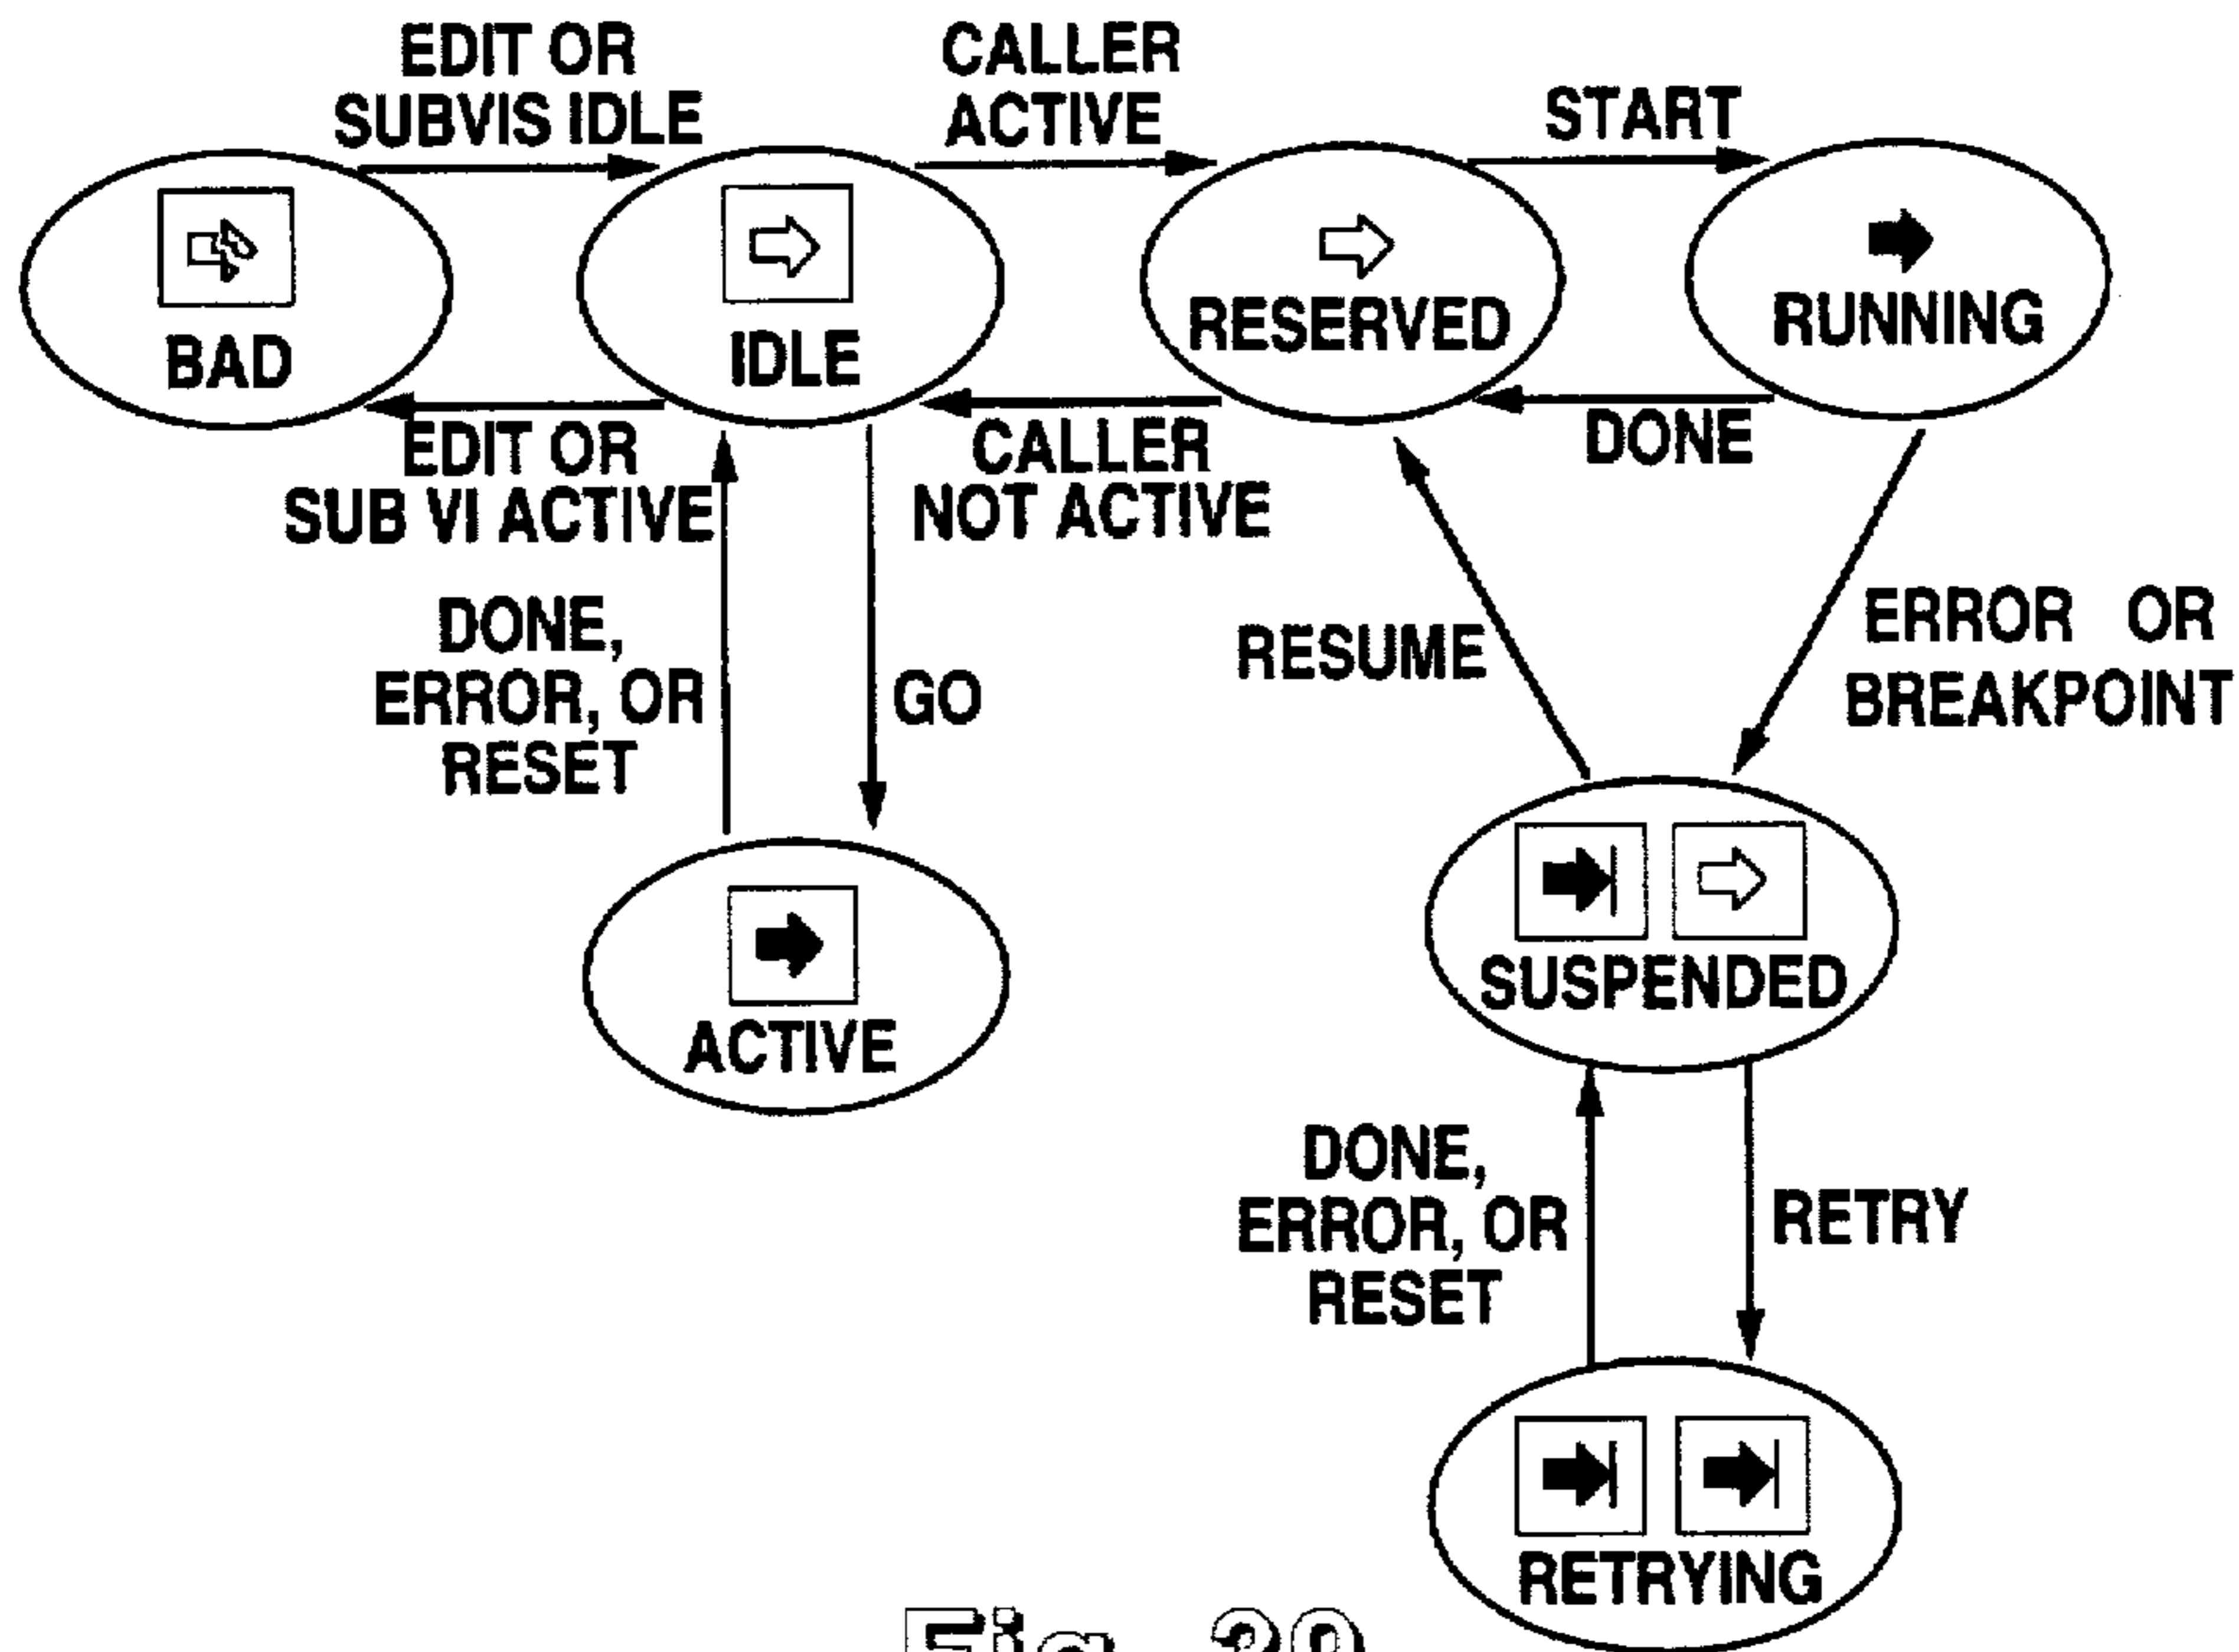 EDIT OR
SUBVIS IDLE
CALLER
ACTIVE
START
BAD
IDLE
RESERVED
RUNNING
EDIT OR
SUB VI ACTIVE
CALLER
NOT ACTIVE
DONE
DONE,
ERROR, OR
RESET
GO
RESUME
ERROR OR
BREAKPOINT
ACTIVE
SUSPENDED
DONE,
ERROR, OR
RESET
RETRY
RETRYING